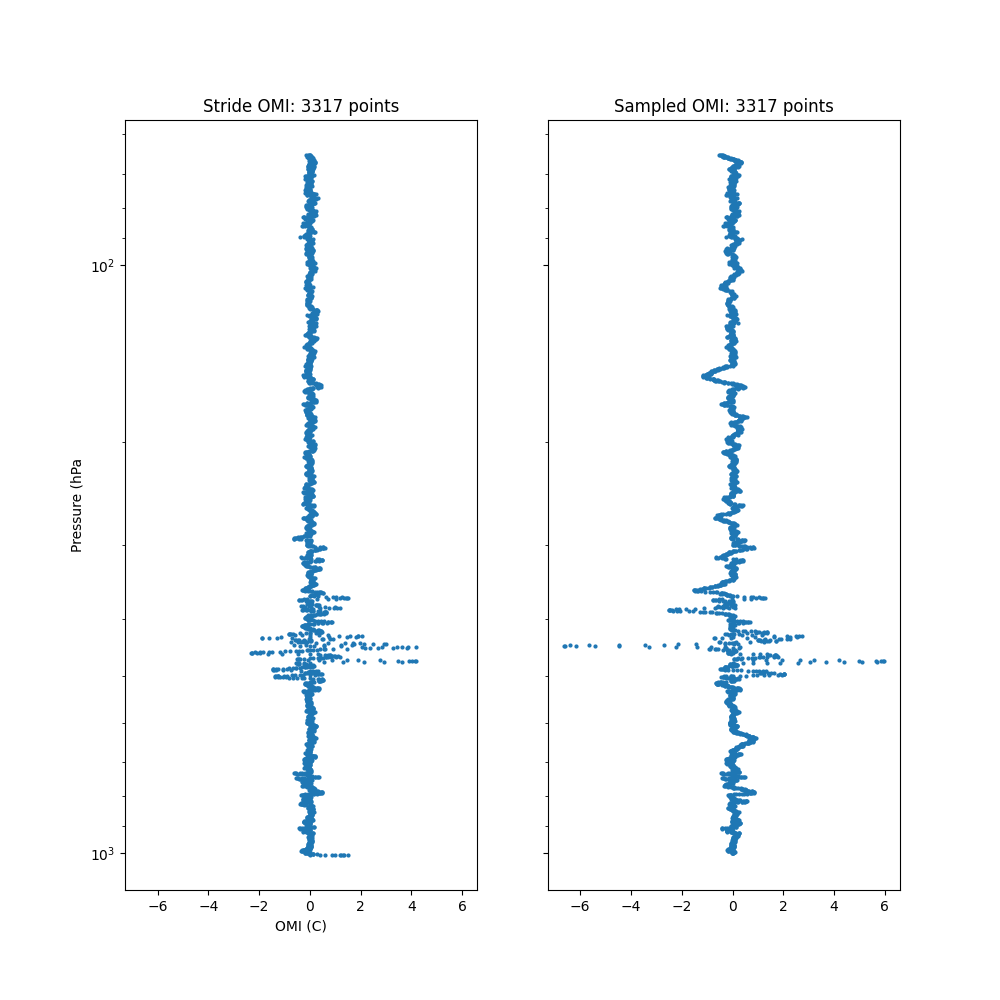 Stride OMI: 3317 points
Sampled OMI: 3317 points
Pressure (hPa
10²
10³
−6 −4 −2 0 2 4 6
−6 −4 −2 0 2 4 6
OMI (C)